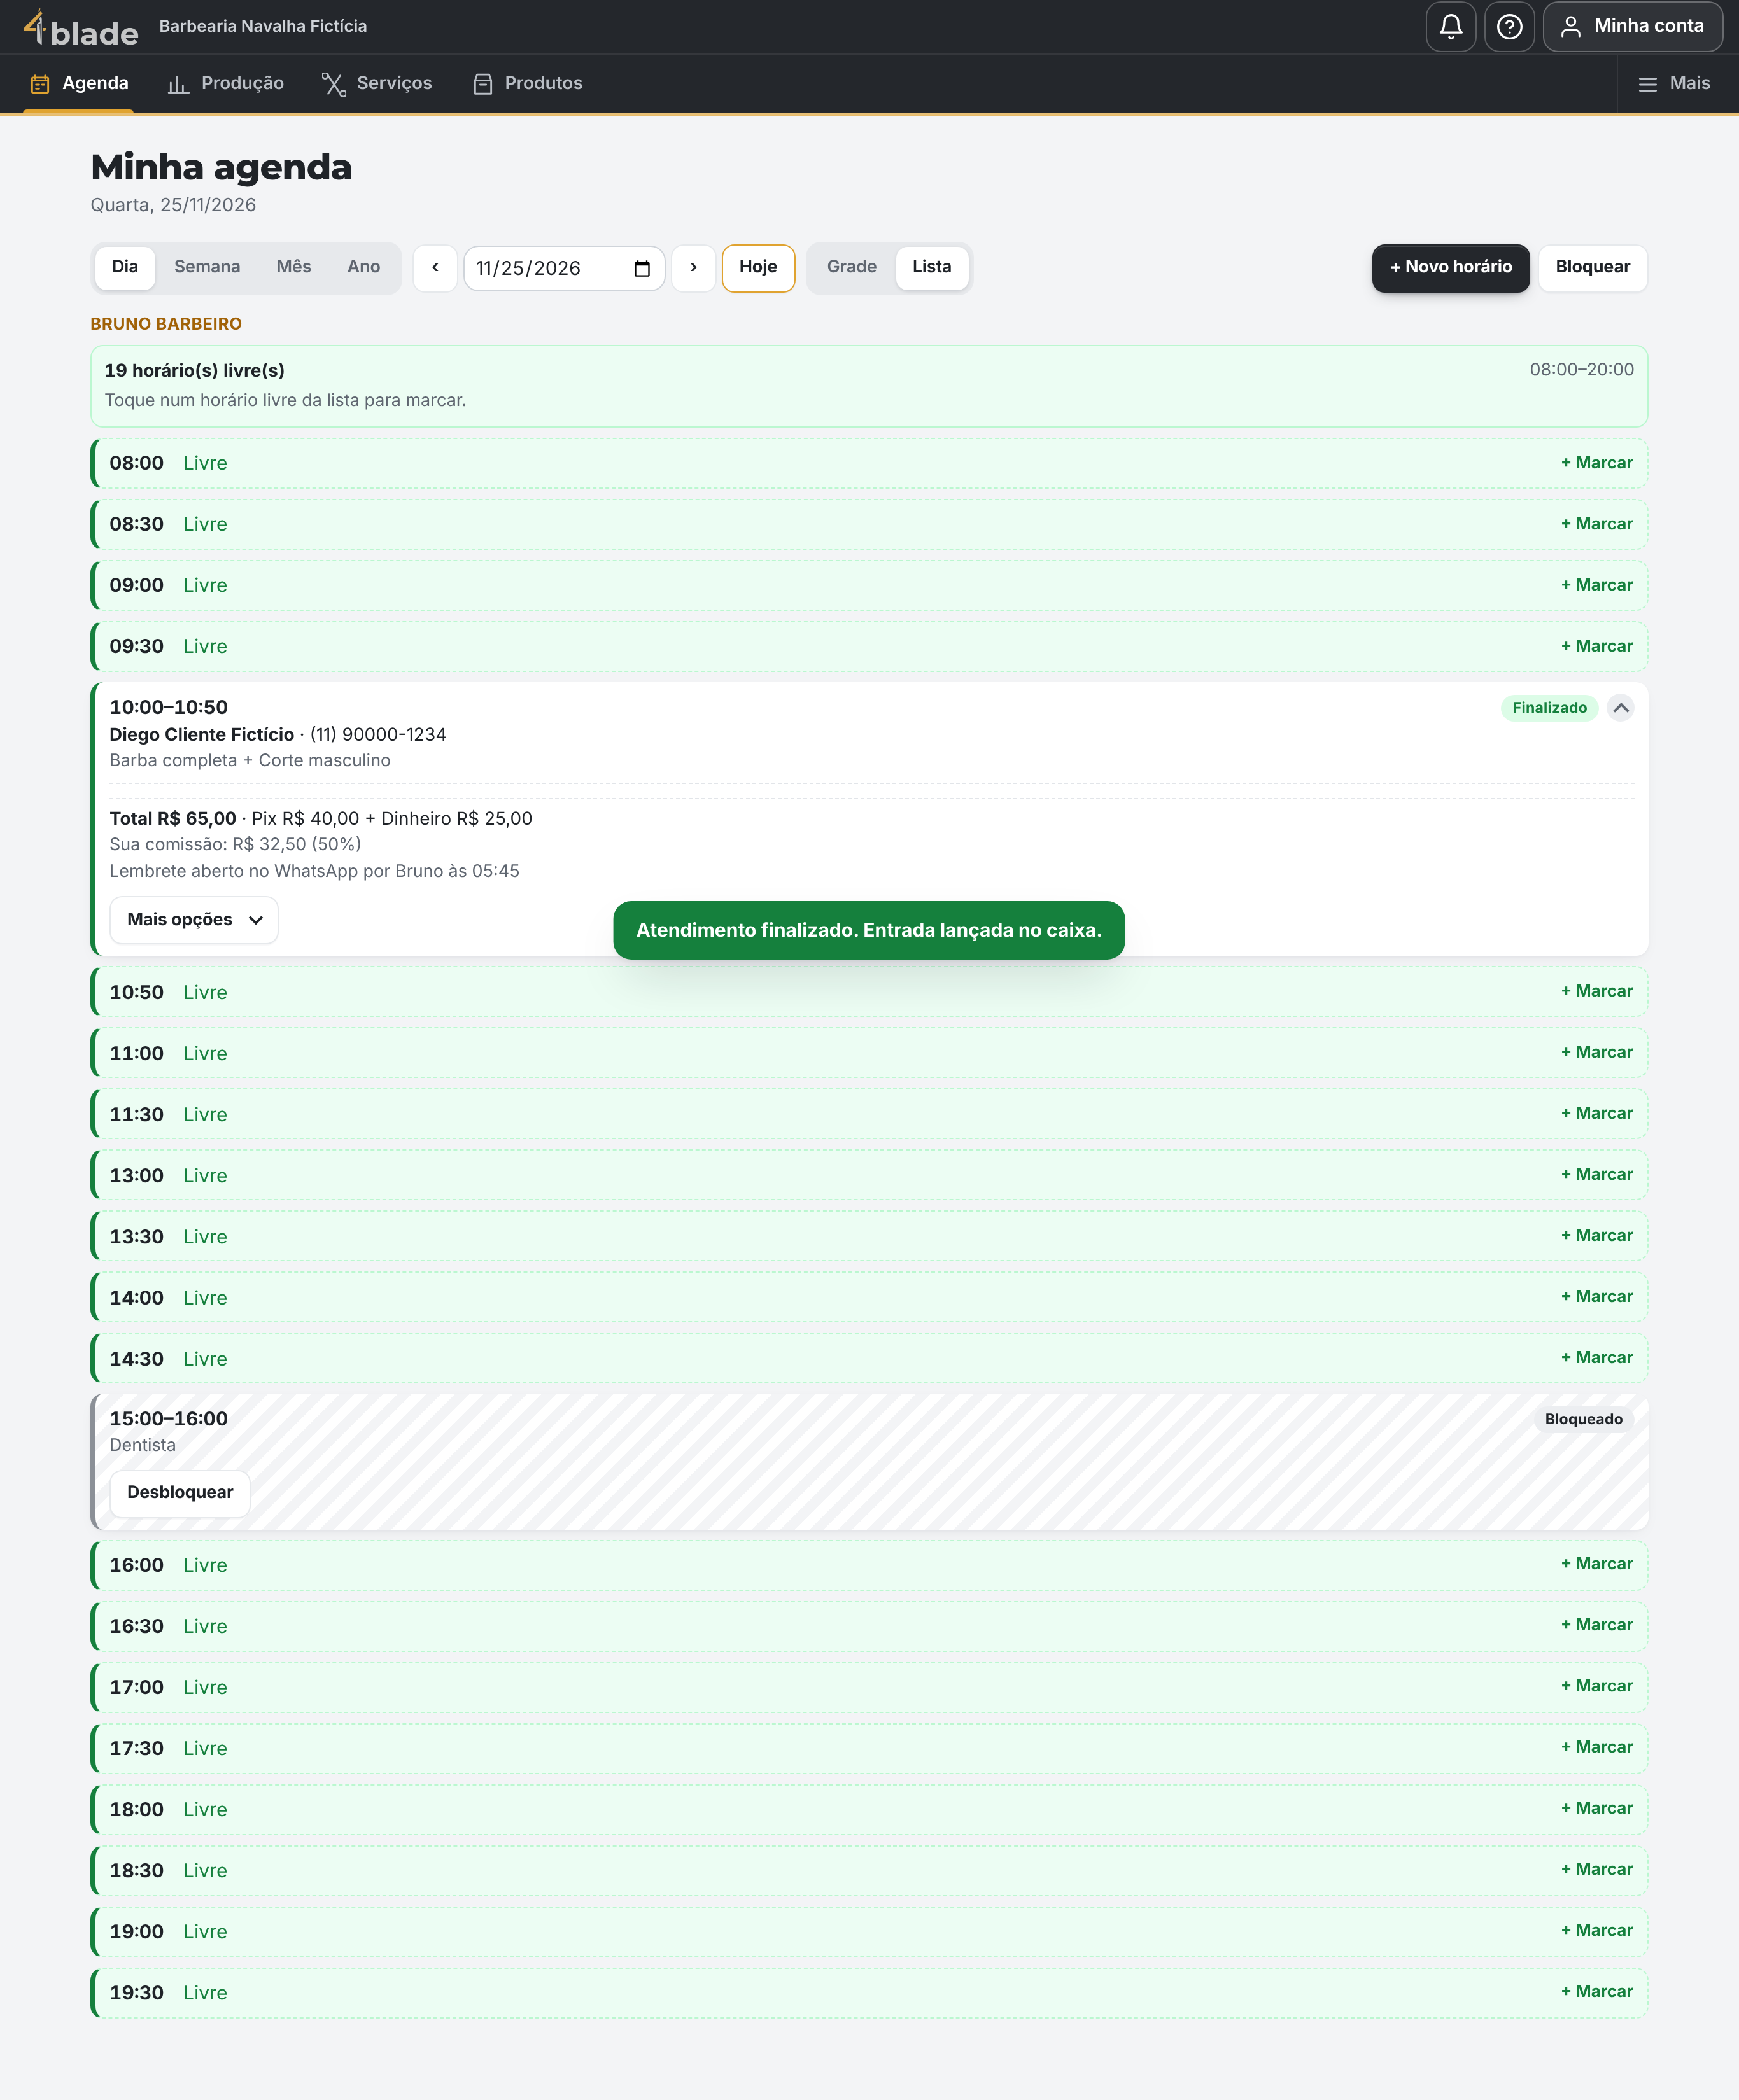 4blade
Barbearia Navalha Fictícia
Minha conta
Agenda
Produção
Serviços
Produtos
Mais
Minha agenda
Quarta, 25/11/2026
Dia
Semana
Mês
Ano
‹
11/25/2026
›
Hoje
Grade
Lista
+ Novo horário
Bloquear
BRUNO BARBEIRO
19 horário(s) livre(s)
08:00–20:00
Toque num horário livre da lista para marcar.
08:00 Livre + Marcar
08:30 Livre + Marcar
09:00 Livre + Marcar
09:30 Livre + Marcar
10:00–10:50
Finalizado
Diego Cliente Fictício · (11) 90000-1234
Barba completa + Corte masculino
Total R$ 65,00 · Pix R$ 40,00 + Dinheiro R$ 25,00
Sua comissão: R$ 32,50 (50%)
Lembrete aberto no WhatsApp por Bruno às 05:45
Mais opções
Atendimento finalizado. Entrada lançada no caixa.
10:50 Livre + Marcar
11:00 Livre + Marcar
11:30 Livre + Marcar
13:00 Livre + Marcar
13:30 Livre + Marcar
14:00 Livre + Marcar
14:30 Livre + Marcar
15:00–16:00
Bloqueado
Dentista
Desbloquear
16:00 Livre + Marcar
16:30 Livre + Marcar
17:00 Livre + Marcar
17:30 Livre + Marcar
18:00 Livre + Marcar
18:30 Livre + Marcar
19:00 Livre + Marcar
19:30 Livre + Marcar